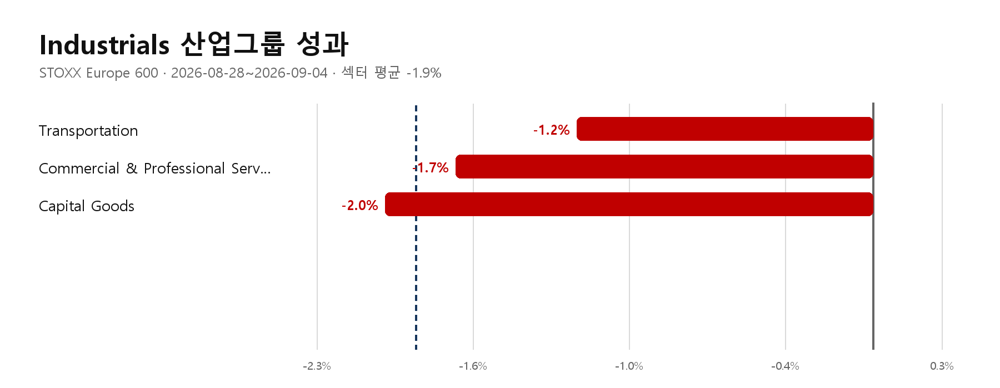 Industrials 산업그룹 성과
STOXX Europe 600 · 2026-08-28~2026-09-04 · 섹터 평균 -1.9%
Transportation -1.2%
Commercial & Professional Serv... -1.7%
Capital Goods -2.0%
-2.3% -1.6% -1.0% -0.4% 0.3%